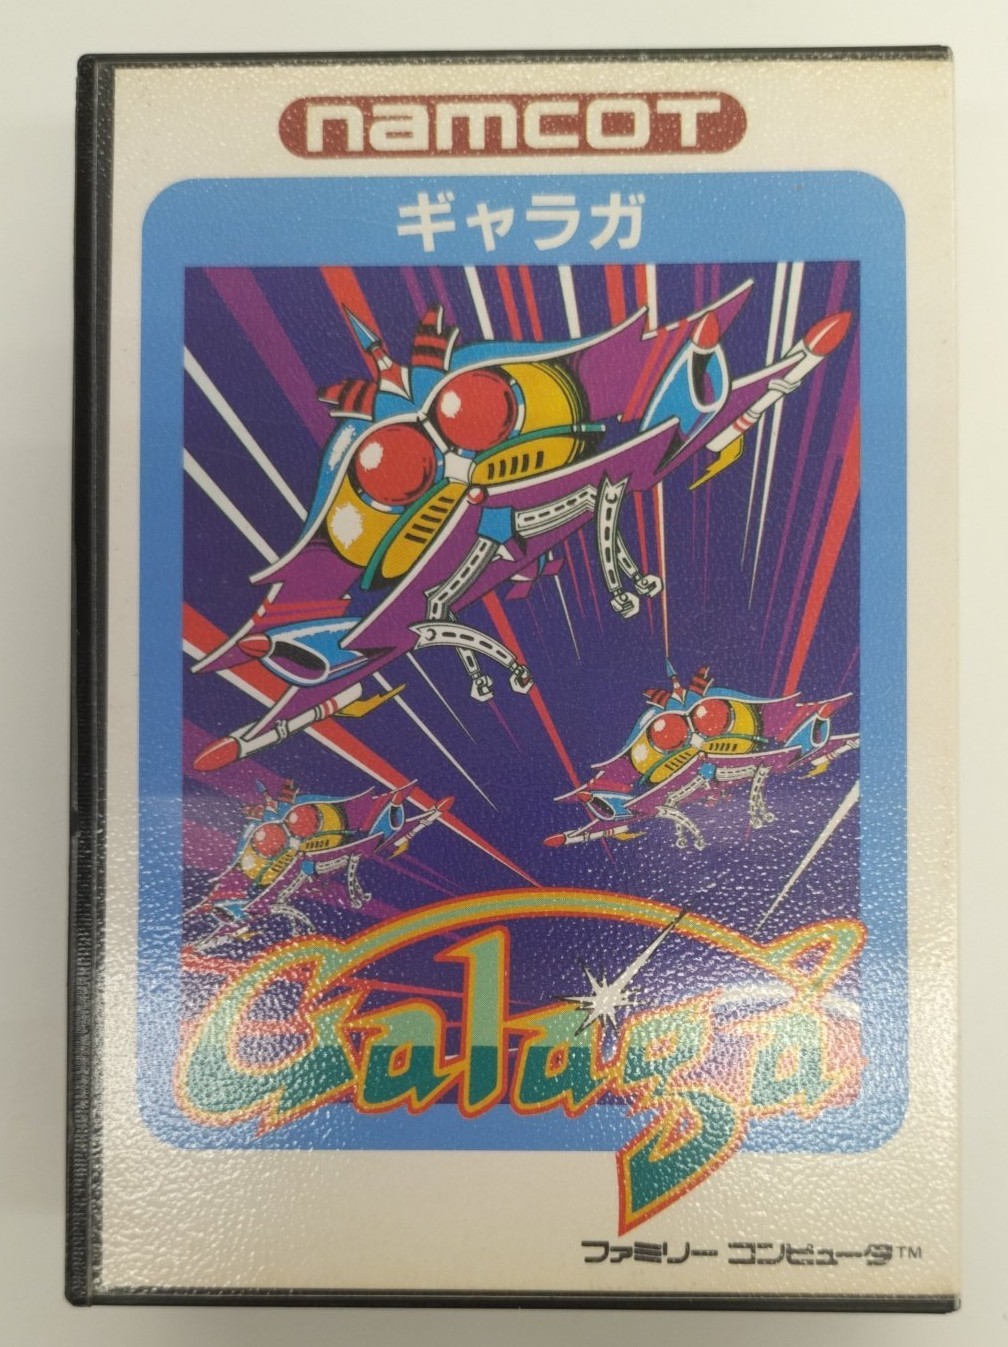 namcot
ギャラガ
Galaga
ファミリー コンピュータ™